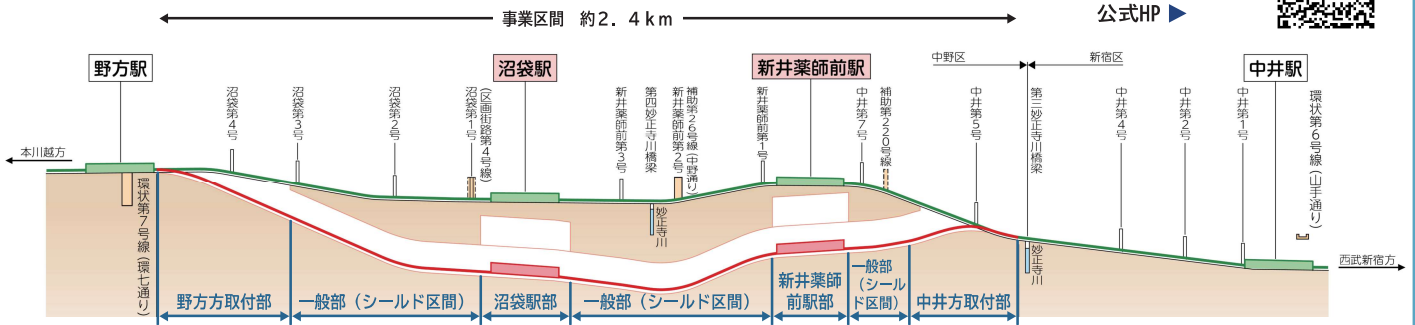 事業区間 約2.4km
公式HP ▶
野方駅
沼袋駅
新井薬師前駅
中野区
新宿区
中井駅
本川越方
環状第7号線(環七通り)
沼袋第4号
沼袋第3号
沼袋第2号
沼袋第1号
(区画街路第4号線)
新井薬師前第3号
第四妙正寺川橋梁
妙正寺川
新井薬師前第2号
補助第26号線(中野通り)
新井薬師前第1号
中井第7号
補助第220号線
中井第5号
第三妙正寺川橋梁
妙正寺川
中井第4号
中井第2号
中井第1号
環状第6号線(山手通り)
西武新宿方
野方方取付部
一般部(シールド区間)
沼袋駅部
一般部(シールド区間)
新井薬師
前駅部
一般部
(シール
ド区間)
中井方取付部